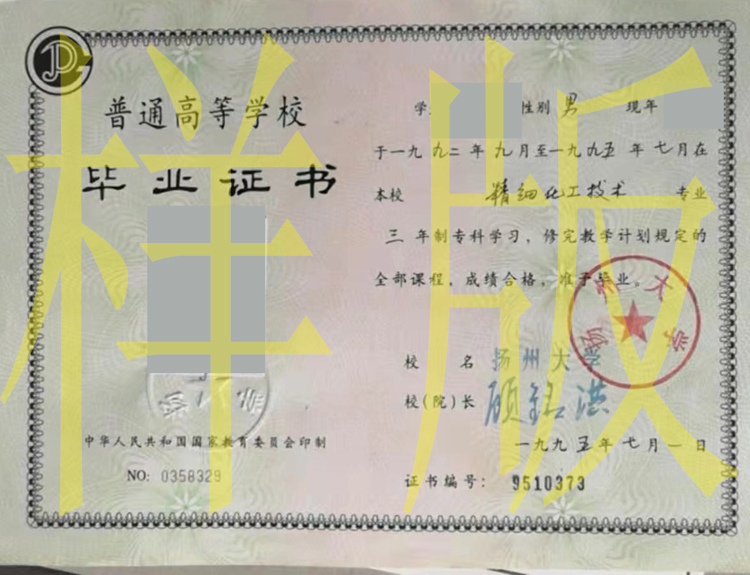 普通高等学校
毕业证书
中华人民共和国国家教育委员会印制
NO: 0358329
学 性别 男 现年
于一九九二年九月至一九九五年七月在
本校 精细化工技术 专业
三年制专科学习，修完教学计划规定的
全部课程，成绩合格，准予毕业。
校 名 扬州大学
校(院)长 顾铭洪
一九九五年七月一日
证书编号: 9510373
扬州大学
样版